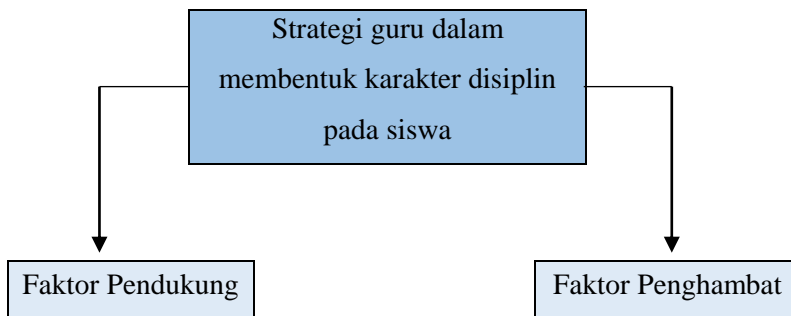 Strategi guru dalam
membentuk karakter disiplin
pada siswa
Faktor Pendukung
Faktor Penghambat